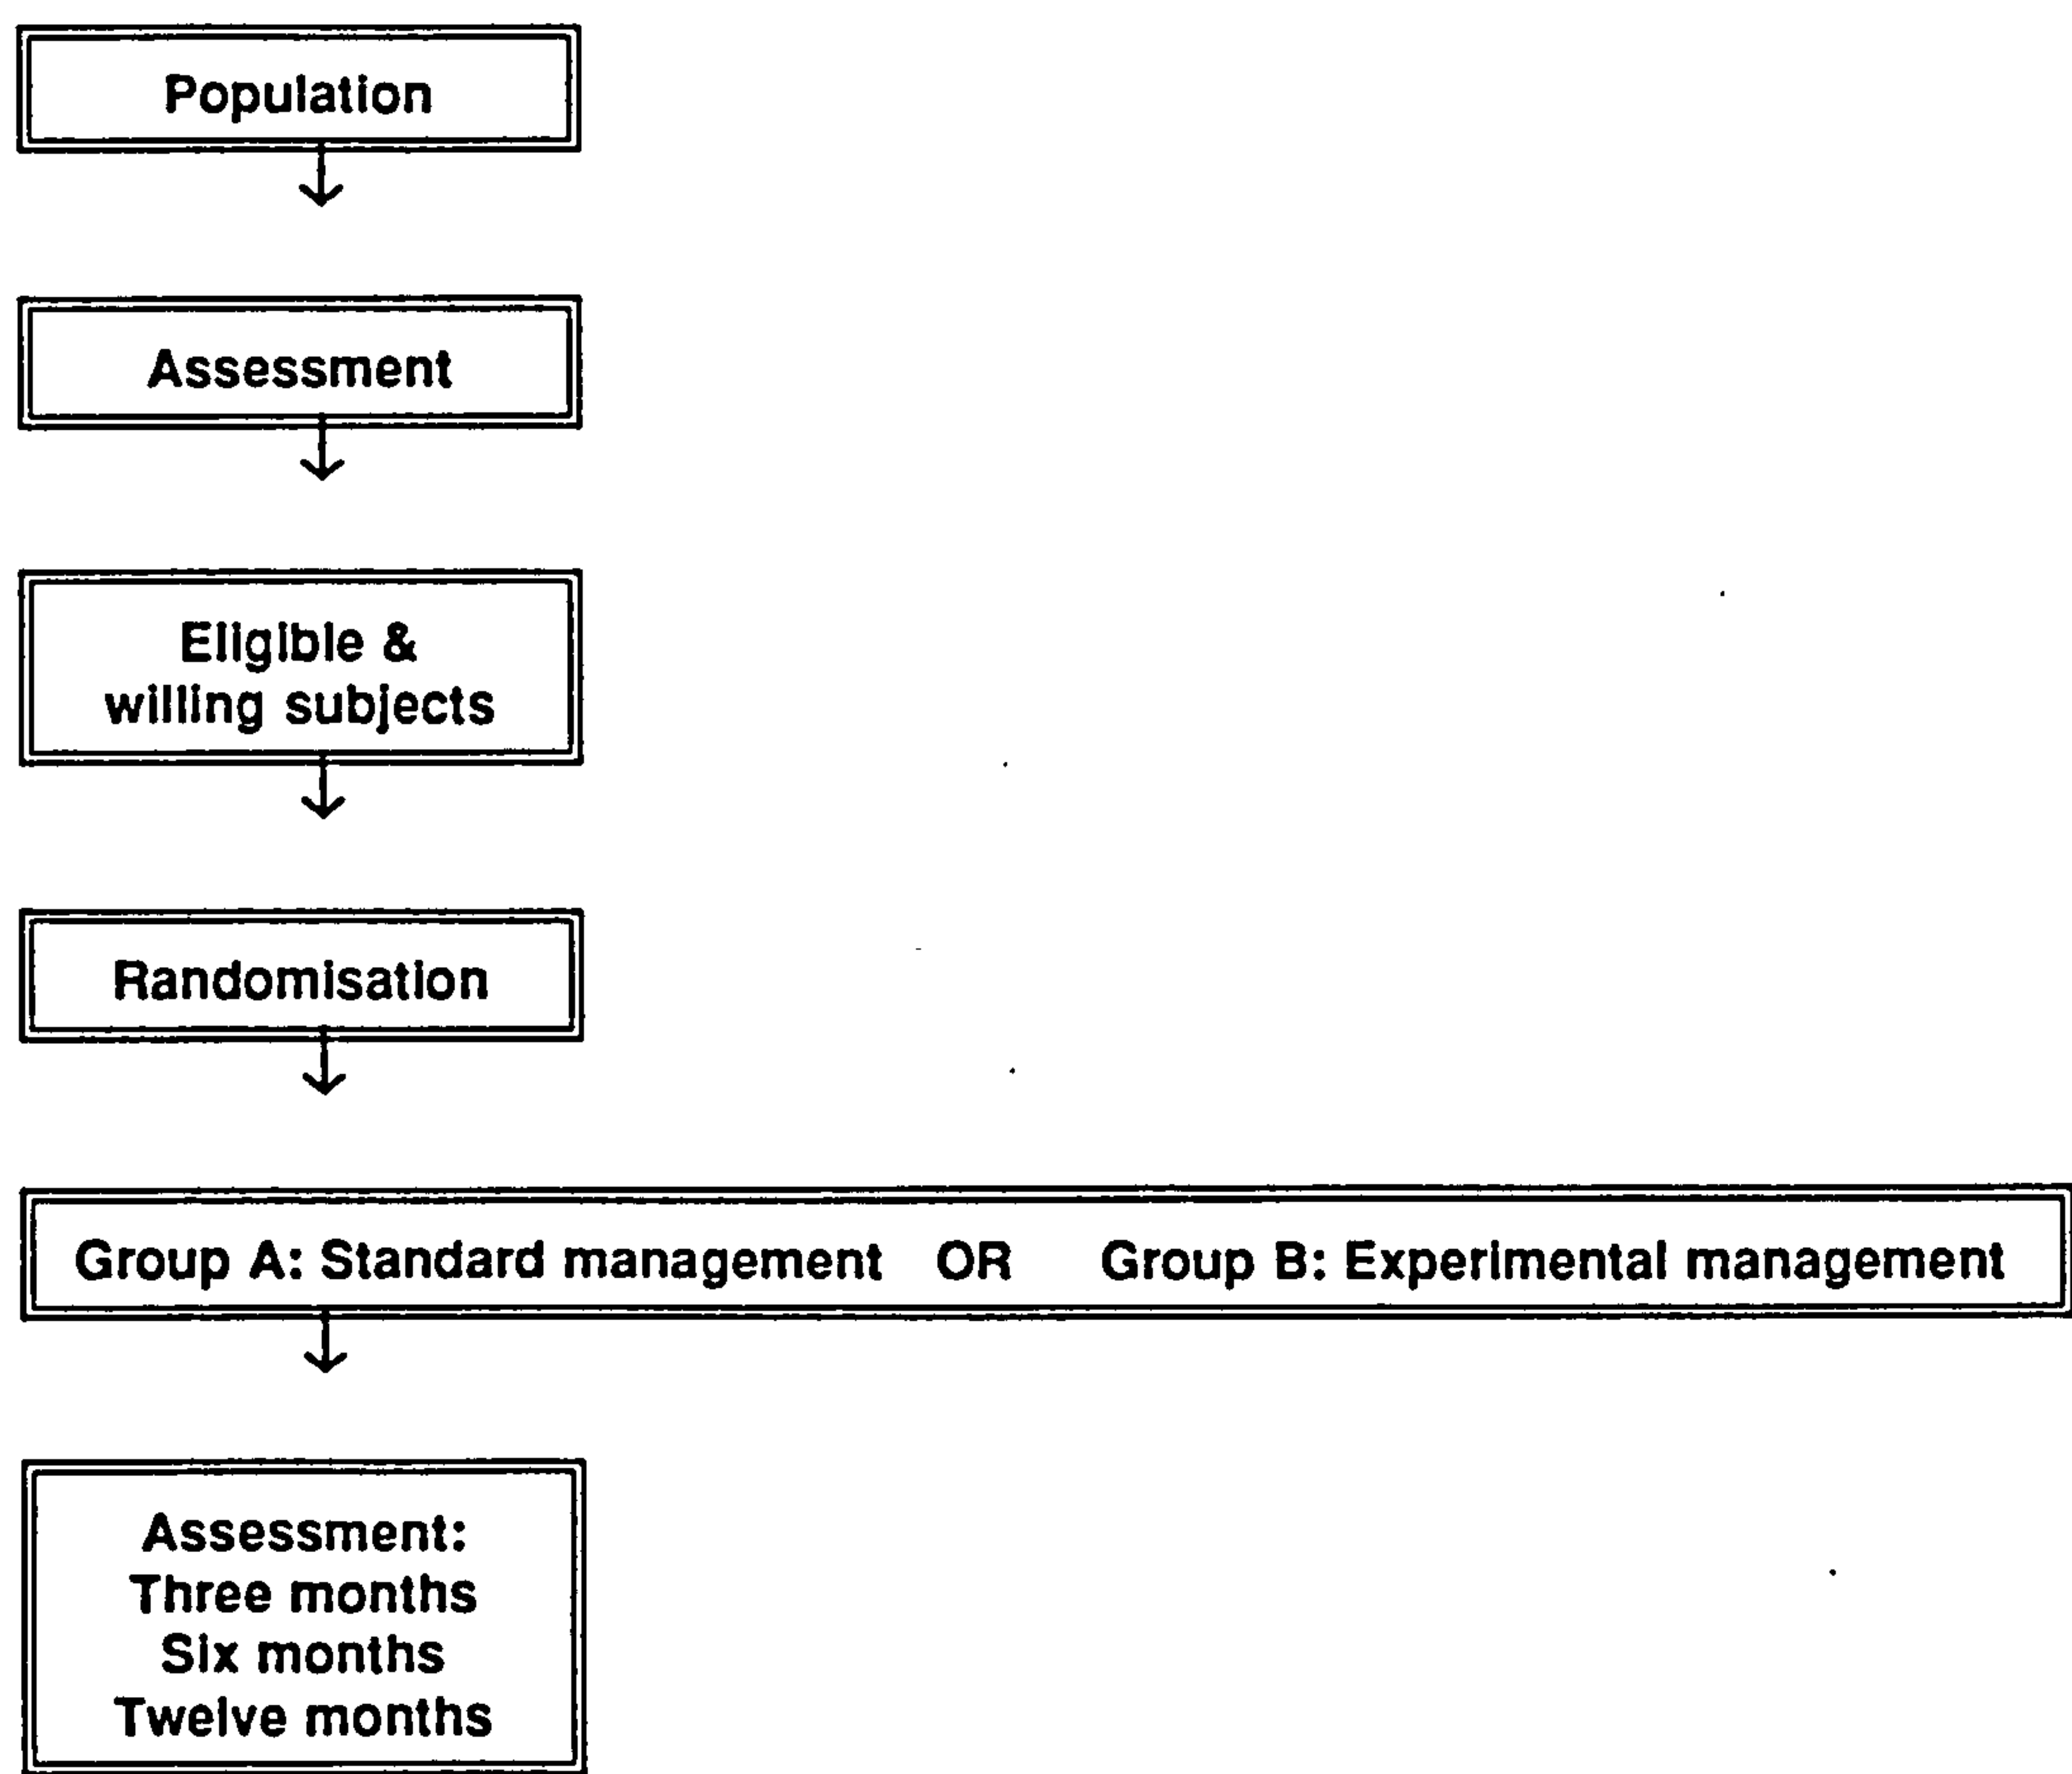 Population
Assessment
Eligible &
willing subjects
Randomisation
Group A: Standard management OR Group B: Experimental management
Assessment:
Three months
Six months
Twelve months